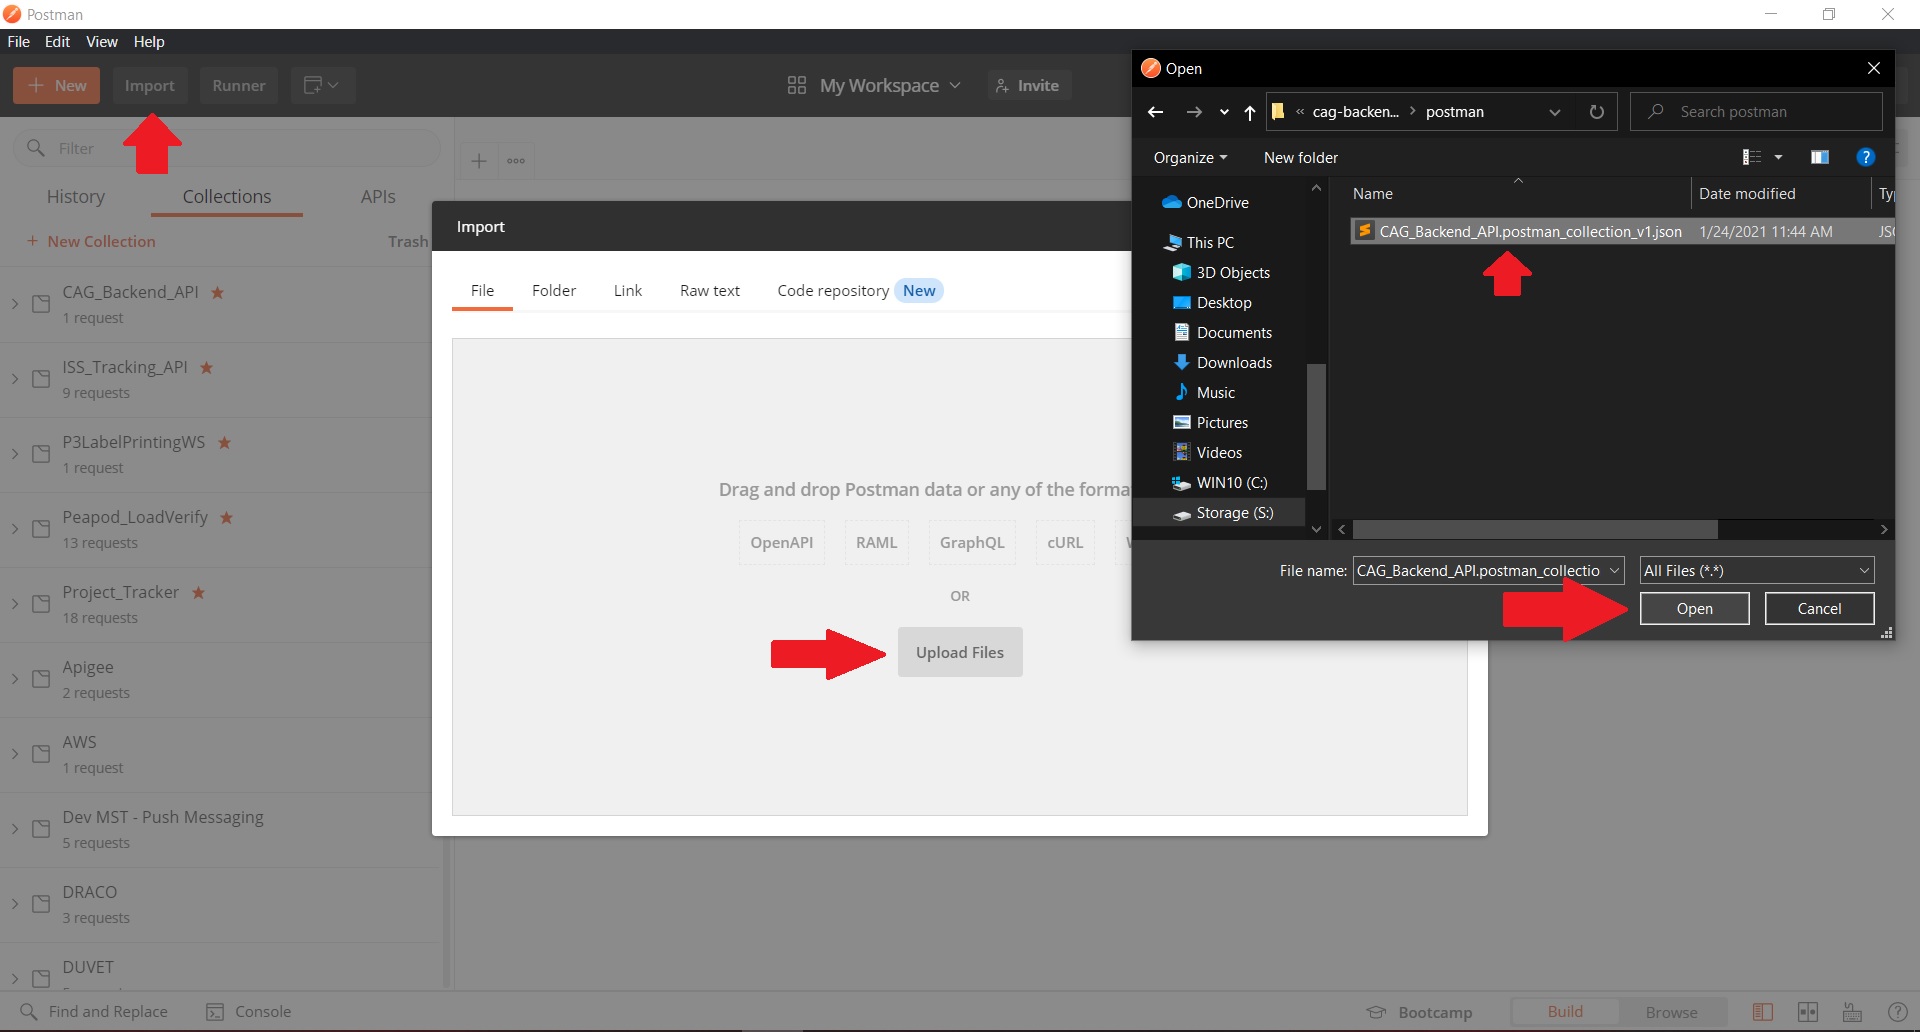 Postman
File Edit View Help
New Import Runner
My Workspace Invite
Filter
History Collections APIs
New Collection Trash
CAG_Backend_API
1 request
ISS_Tracking_API
9 requests
P3LabelPrintingWS
1 request
Peapod_LoadVerify
13 requests
Project_Tracker
18 requests
Apigee
2 requests
AWS
1 request
Dev MST - Push Messaging
5 requests
DRACO
3 requests
DUVET
Import
File Folder Link Raw text Code repository New
Drag and drop Postman data or any of the
OpenAPI RAML GraphQL cURL
OR
Upload Files
Open
« cag-backen... > postman
Search postman
Organize New folder
OneDrive
This PC
3D Objects
Desktop
Documents
Downloads
Music
Pictures
Videos
WIN10 (C:)
Storage (S:)
Name Date modified
CAG_Backend_API.postman_collection_v1.json 1/24/2021 11:44 AM
File name: CAG_Backend_API.postman_collectio All Files (*.*)
Open Cancel
Find and Replace Console
Bootcamp Build Browse